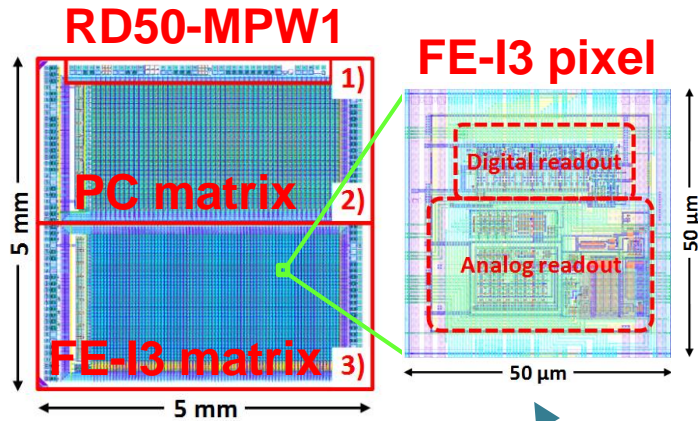 RD50-MPW1
FE-I3 pixel
1)
PC matrix
2)
FE-I3 matrix
3)
5 mm
5 mm
Digital readout
Analog readout
50 µm
50 µm